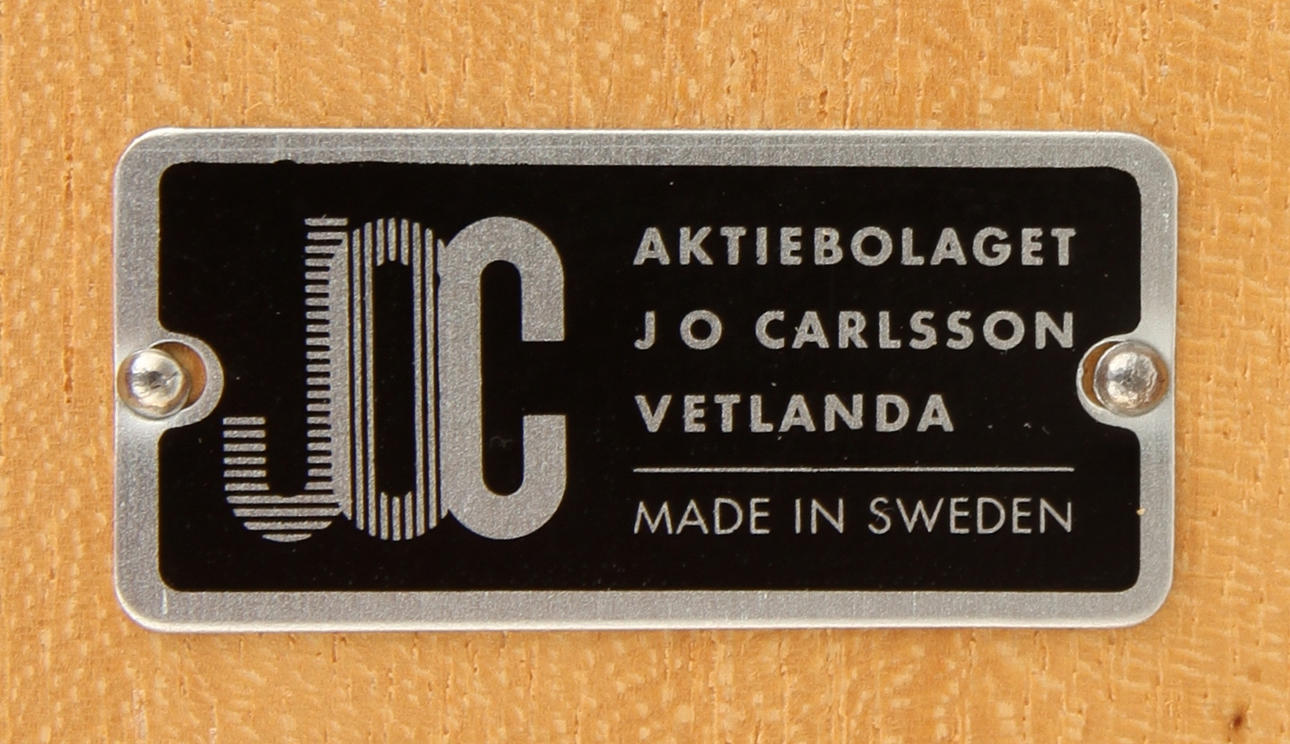 JOC
AKTIEBOLAGET
J O CARLSSON
VETLANDA
MADE IN SWEDEN